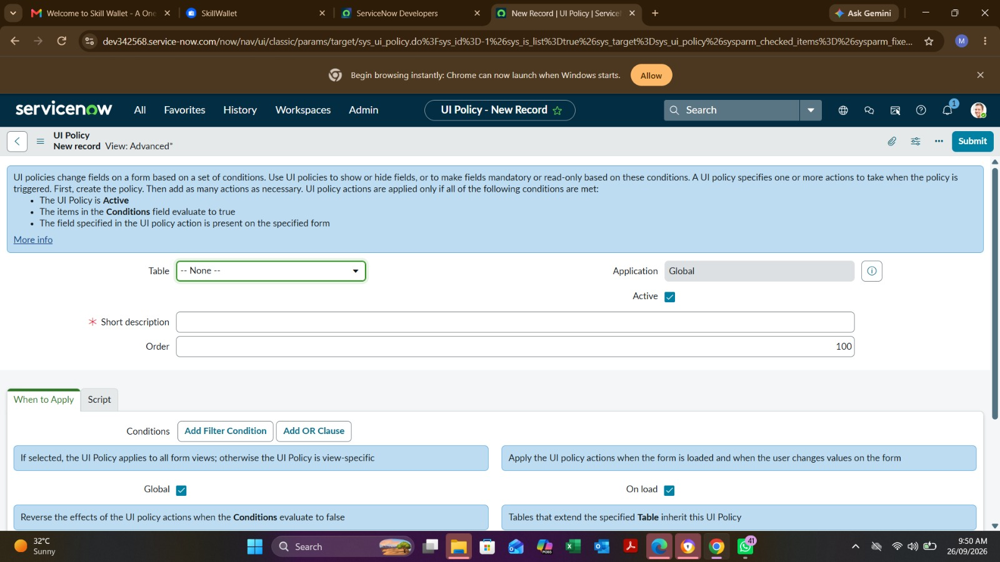 Welcome to Skill Wallet - A One
SkillWallet
ServiceNow Developers
New Record | UI Policy | ServiceN
Ask Gemini
dev342568.service-now.com/now/nav/ui/classic/params/target/sys_ui_policy.do%3Fsys_id%3D-1%26sys_is_list%3Dtrue%26sys_target%3Dsys_ui_policy%26sysparm_checked_items%3D%26sysparm_fixe...
M
Begin browsing instantly: Chrome can now launch when Windows starts.
Allow
servicenow
All
Favorites
History
Workspaces
Admin
UI Policy - New Record
Search
1
UI Policy
New record View: Advanced*
Submit
UI policies change fields on a form based on a set of conditions. Use UI policies to show or hide fields, or to make fields mandatory or read-only based on these conditions. A UI policy specifies one or more actions to take when the policy is
triggered. First, create the policy. Then add as many actions as necessary. UI policy actions are applied only if all of the following conditions are met:
• The UI Policy is Active
• The items in the Conditions field evaluate to true
• The field specified in the UI policy action is present on the specified form
More info
Table
-- None --
Application
Global
Active
* Short description
Order
100
When to Apply
Script
Conditions
Add Filter Condition
Add OR Clause
If selected, the UI Policy applies to all form views; otherwise the UI Policy is view-specific
Apply the UI policy actions when the form is loaded and when the user changes values on the form
Global
On load
Reverse the effects of the UI policy actions when the Conditions evaluate to false
Tables that extend the specified Table inherit this UI Policy
32°C
Sunny
Search
M365
41
9:50 AM
26/09/2026